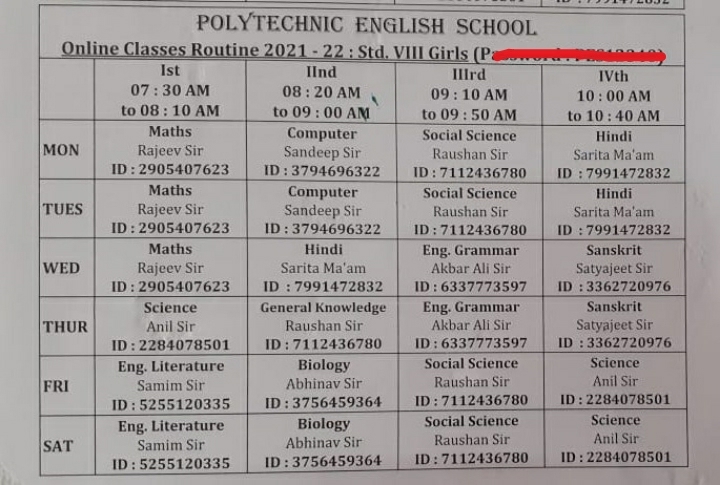 POLYTECHNIC ENGLISH SCHOOL
Online Classes Routine 2021 - 22 : Std. VIII Girls
Ist IInd IIIrd IVth
07 : 30 AM 08 : 20 AM 09 : 10 AM 10 : 00 AM
to 08 : 10 AM to 09 : 00 AM to 09 : 50 AM to 10 : 40 AM
Maths Computer Social Science Hindi
MON Rajeev Sir Sandeep Sir Raushan Sir Sarita Ma'am
ID : 2905407623 ID : 3794696322 ID : 7112436780 ID : 7991472832
Maths Computer Social Science Hindi
TUES Rajeev Sir Sandeep Sir Raushan Sir Sarita Ma'am
ID : 2905407623 ID : 3794696322 ID : 7112436780 ID : 7991472832
Maths Hindi Eng. Grammar Sanskrit
WED Rajeev Sir Sarita Ma'am Akbar Ali Sir Satyajeet Sir
ID : 2905407623 ID : 7991472832 ID : 6337773597 ID : 3362720976
Science General Knowledge Eng. Grammar Sanskrit
THUR Anil Sir Raushan Sir Akbar Ali Sir Satyajeet Sir
ID : 2284078501 ID : 7112436780 ID : 6337773597 ID : 3362720976
Eng. Literature Biology Social Science Science
FRI Samim Sir Abhinav Sir Raushan Sir Anil Sir
ID : 5255120335 ID : 3756459364 ID : 7112436780 ID : 2284078501
Eng. Literature Biology Social Science Science
SAT Samim Sir Abhinav Sir Raushan Sir Anil Sir
ID : 5255120335 ID : 3756459364 ID : 7112436780 ID : 2284078501